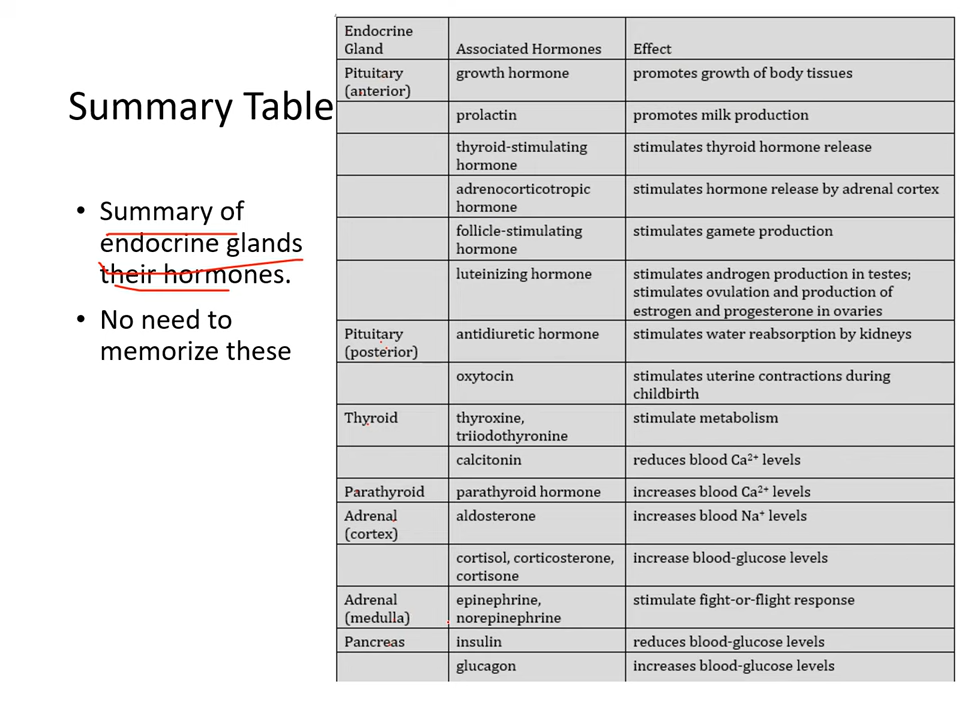 Summary Table
• Summary of
endocrine glands
their hormones.
• No need to
memorize these
Endocrine
Gland
Associated Hormones
Effect
Pituitary
(anterior)
growth hormone
promotes growth of body tissues
prolactin
promotes milk production
thyroid-stimulating
hormone
stimulates thyroid hormone release
adrenocorticotropic
hormone
stimulates hormone release by adrenal cortex
follicle-stimulating
hormone
stimulates gamete production
luteinizing hormone
stimulates androgen production in testes;
stimulates ovulation and production of
estrogen and progesterone in ovaries
Pituitary
(posterior)
antidiuretic hormone
stimulates water reabsorption by kidneys
oxytocin
stimulates uterine contractions during
childbirth
Thyroid
thyroxine,
triiodothyronine
stimulate metabolism
calcitonin
reduces blood Ca²⁺ levels
Parathyroid
parathyroid hormone
increases blood Ca²⁺ levels
Adrenal
(cortex)
aldosterone
increases blood Na⁺ levels
cortisol, corticosterone,
cortisone
increase blood-glucose levels
Adrenal
(medulla)
epinephrine,
norepinephrine
stimulate fight-or-flight response
Pancreas
insulin
reduces blood-glucose levels
glucagon
increases blood-glucose levels